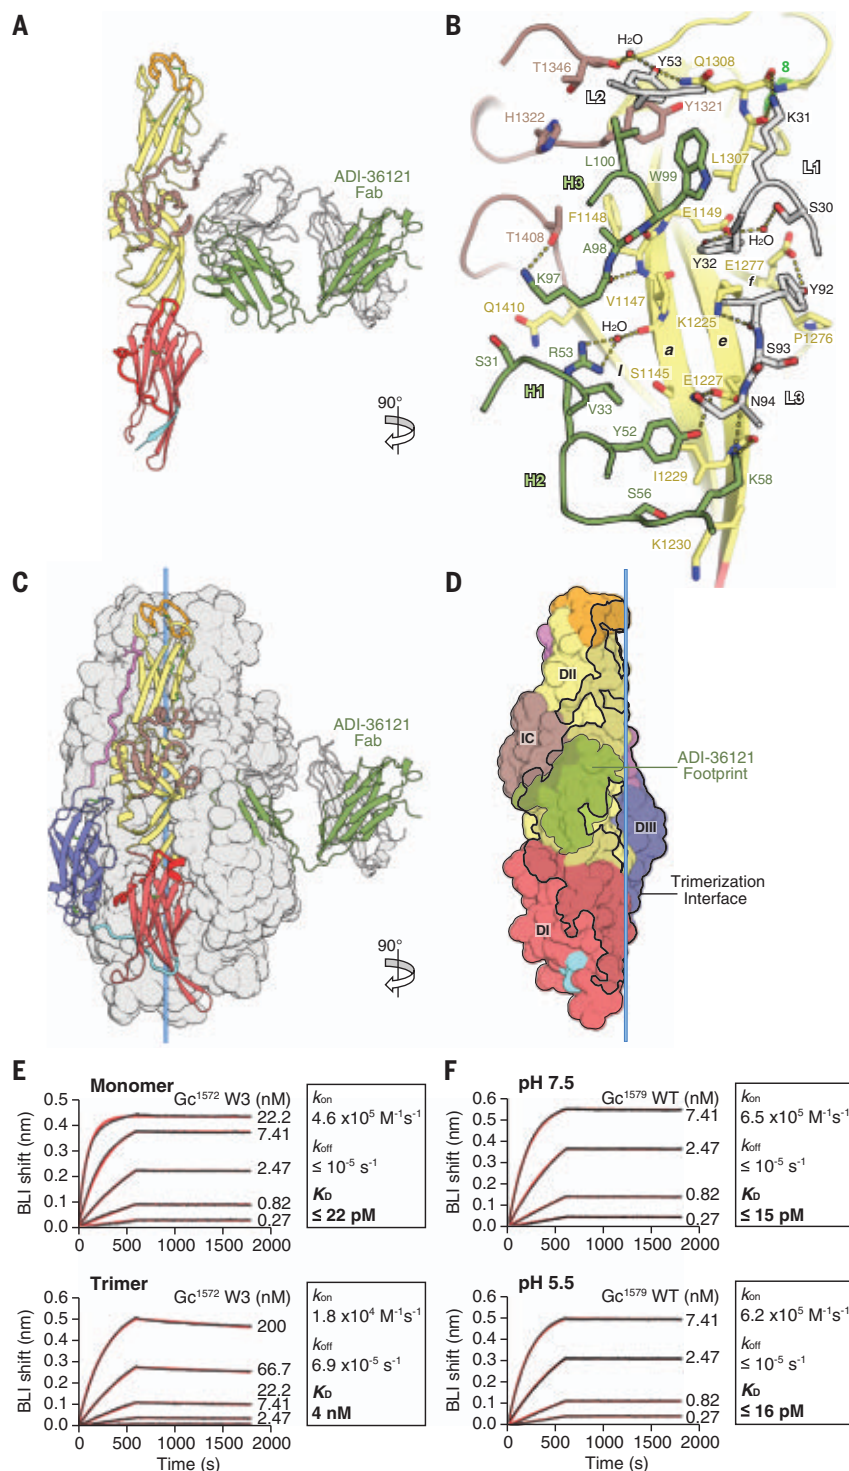 A
ADI-36121
Fab
90°
B
H2O
Y53
Q1308
8
T1346
L2
K31
H1322
Y1321
L100
L1307
L1
H3
W99
S30
F1148
E1149
T1408
A98
H2O
Y32
E1277
K97
f
Y92
V1147
Q1410
K1225
P1276
H2O
a
e
S31
R53
S93
l
S1145
E1227
H1
V33
N94
L3
Y52
I1229
H2
K58
S56
K1230
C
ADI-36121
Fab
90°
D
DII
IC
ADI-36121
Footprint
DIII
Trimerization
Interface
DI
E
Monomer
Gc1572 W3 (nM)
BLI shift (nm)
0.5
0.4
0.3
0.2
0.1
0.0
22.2
7.41
2.47
0.82
0.27
0 500 1000 1500 2000
kon
4.6 x10^5 M-1s-1
koff
≤ 10-5 s-1
KD
≤ 22 pM
Trimer
Gc1572 W3 (nM)
BLI shift (nm)
0.6
0.5
0.4
0.3
0.2
0.1
0.0
200
66.7
22.2
7.41
2.47
0 500 1000 1500 2000
Time (s)
kon
1.8 x10^4 M-1s-1
koff
6.9 x10-5 s-1
KD
4 nM
F
pH 7.5
Gc1579 WT (nM)
BLI shift (nm)
0.6
0.5
0.4
0.3
0.2
0.1
0.0
7.41
2.47
0.82
0.27
0 500 1000 1500 2000
kon
6.5 x10^5 M-1s-1
koff
≤ 10-5 s-1
KD
≤ 15 pM
pH 5.5
Gc1579 WT (nM)
BLI shift (nm)
0.6
0.5
0.4
0.3
0.2
0.1
0.0
7.41
2.47
0.82
0.27
0 500 1000 1500 2000
Time (s)
kon
6.2 x10^5 M-1s-1
koff
≤ 10-5 s-1
KD
≤ 16 pM